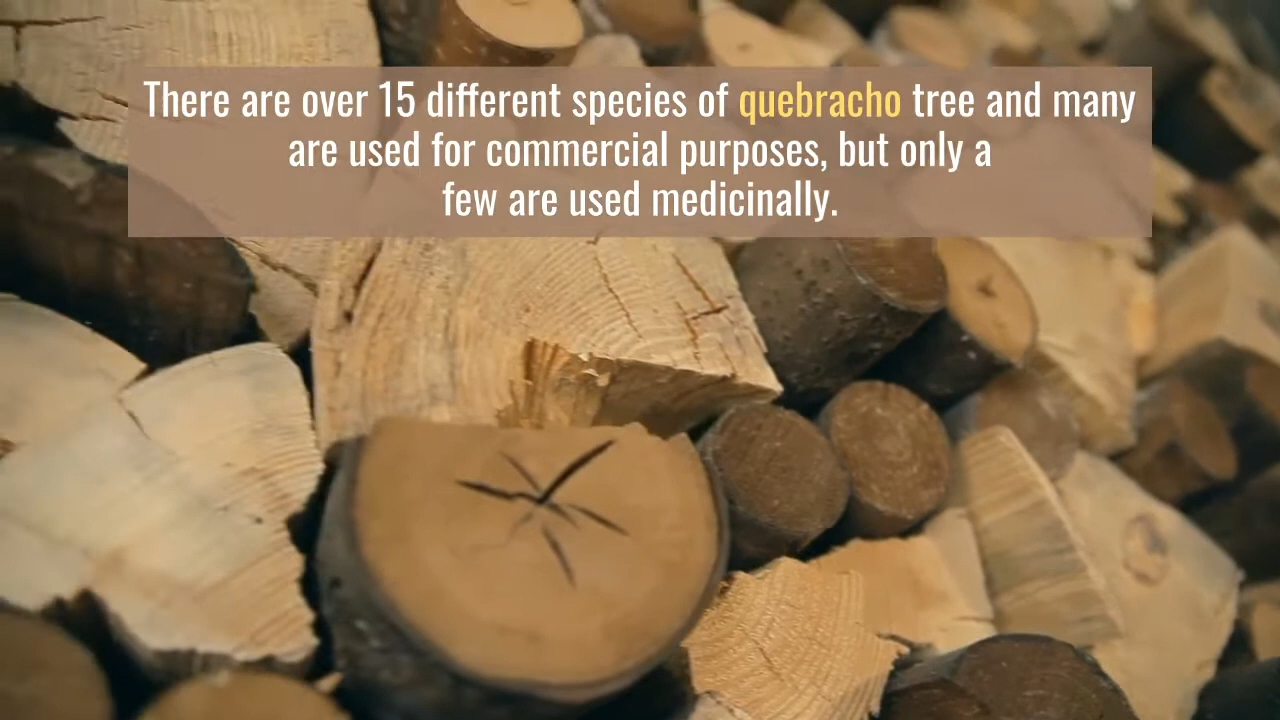 There are over 15 different species of quebracho tree and many
are used for commercial purposes, but only a
few are used medicinally.